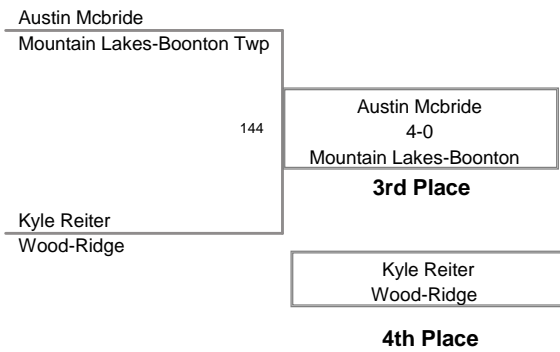 Austin Mcbride
Mountain Lakes-Boonton Twp
144
Austin Mcbride
4-0
Mountain Lakes-Boonton
3rd Place
Kyle Reiter
Wood-Ridge
Kyle Reiter
Wood-Ridge
4th Place